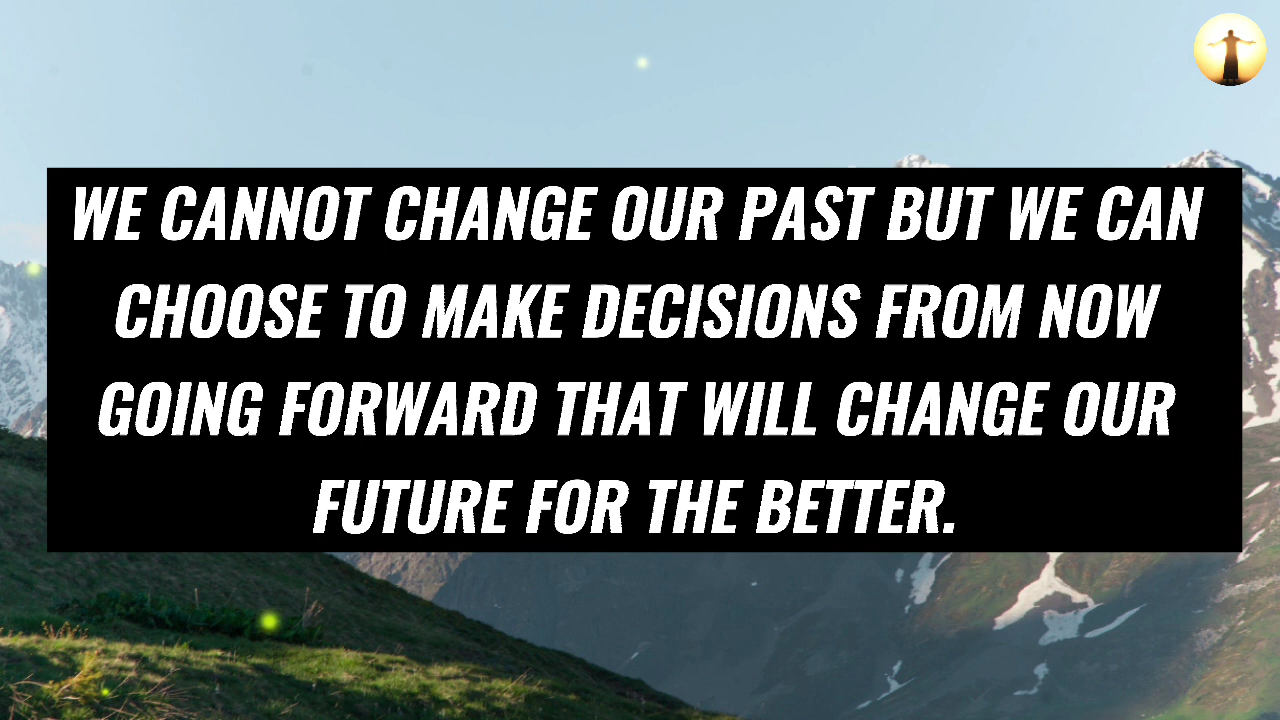 WE CANNOT CHANGE OUR PAST BUT WE CAN
CHOOSE TO MAKE DECISIONS FROM NOW
GOING FORWARD THAT WILL CHANGE OUR
FUTURE FOR THE BETTER.